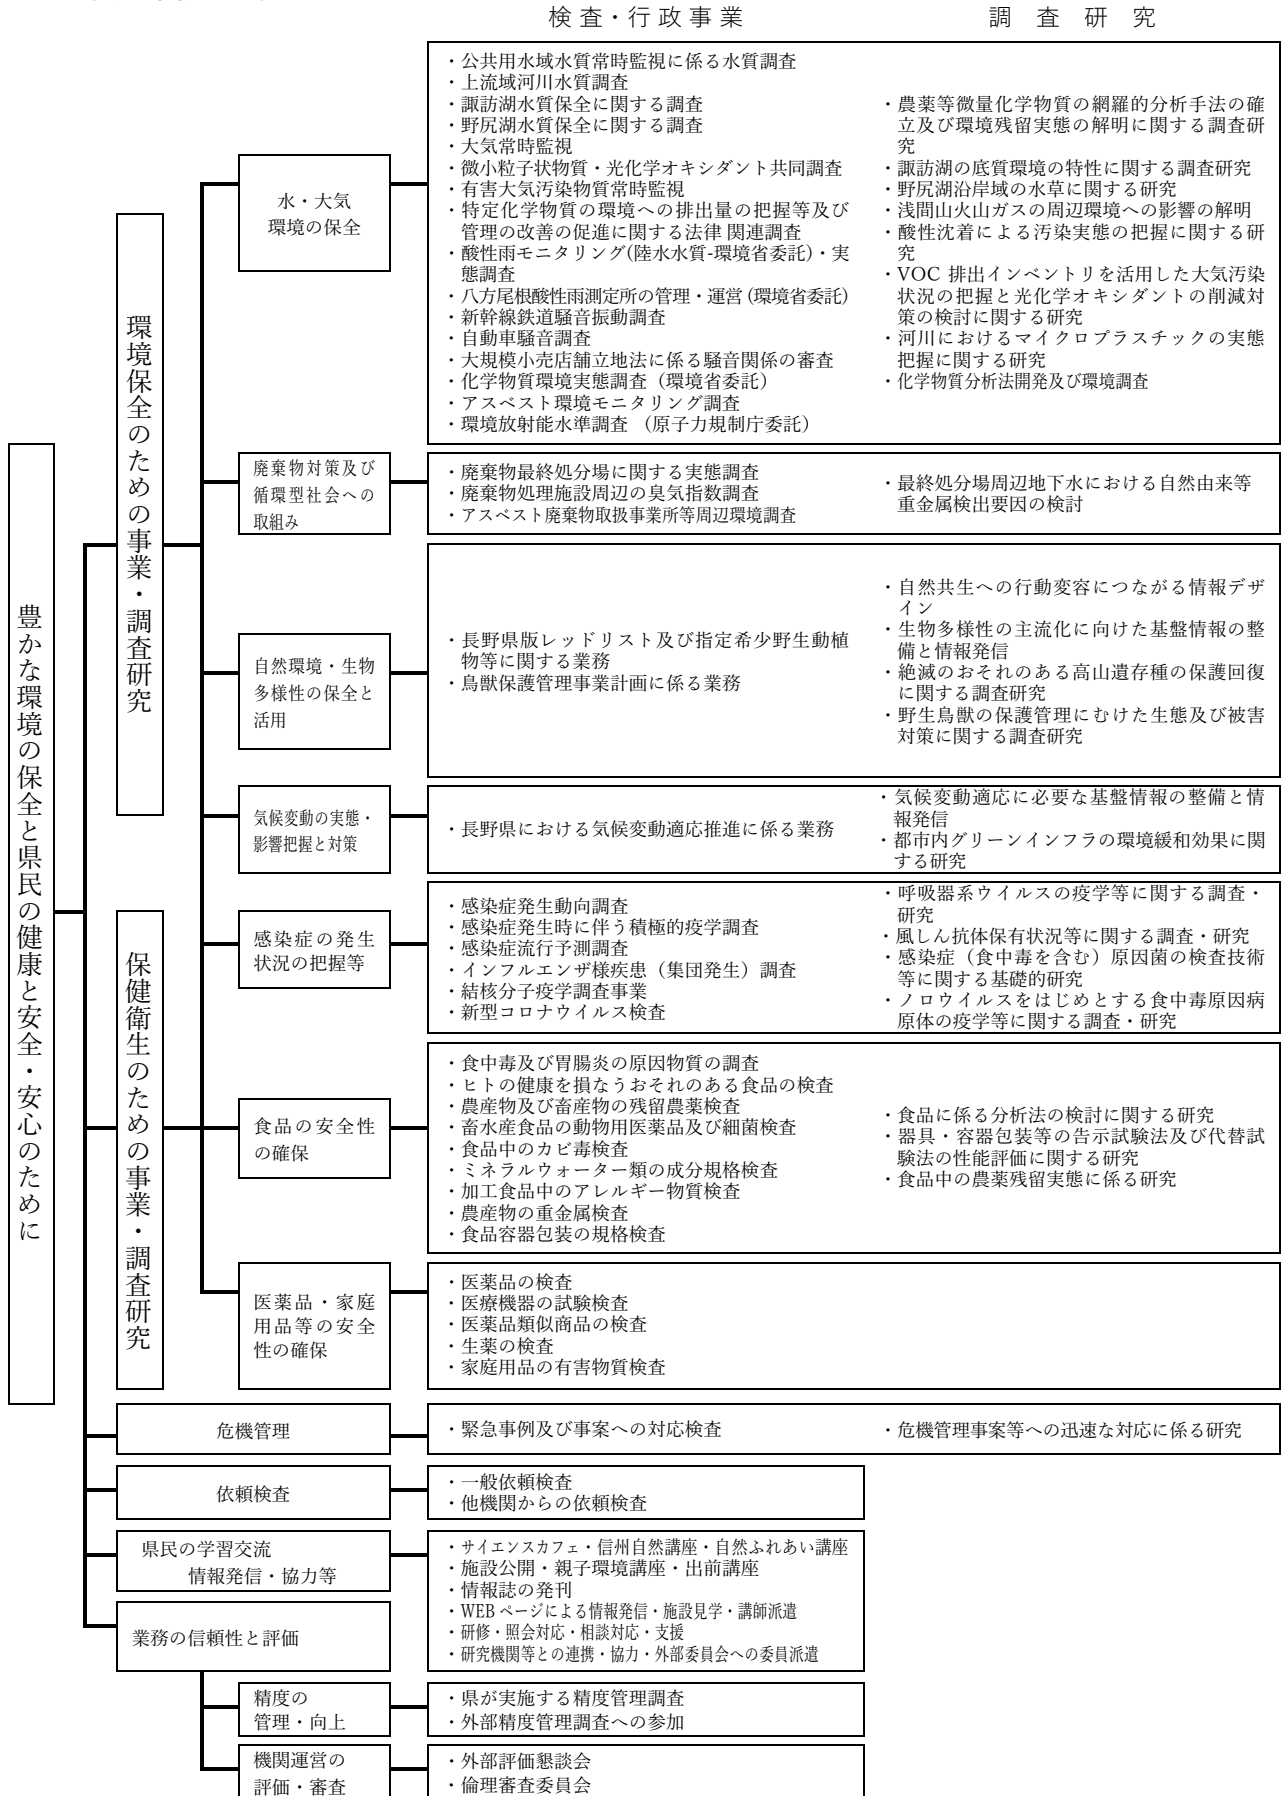 検査・行政事業
調査研究
豊かな環境の保全と県民の健康と安全・安心のために
環境保全のための事業・調査研究
水・大気
環境の保全
・公共用水域水質常時監視に係る水質調査
・上流域河川水質調査
・諏訪湖水質保全に関する調査
・野尻湖水質保全に関する調査
・大気常時監視
・微小粒子状物質・光化学オキシダント共同調査
・有害大気汚染物質常時監視
・特定化学物質の環境への排出量の把握等及び
管理の改善の促進に関する法律 関連調査
・酸性雨モニタリング(陸水水質-環境省委託)・実
態調査
・八方尾根酸性雨測定所の管理・運営 (環境省委託)
・新幹線鉄道騒音振動調査
・自動車騒音調査
・大規模小売店舗立地法に係る騒音関係の審査
・化学物質環境実態調査（環境省委託）
・アスベスト環境モニタリング調査
・環境放射能水準調査 （原子力規制庁委託）
・農薬等微量化学物質の網羅的分析手法の確
立及び環境残留実態の解明に関する調査研
究
・諏訪湖の底質環境の特性に関する調査研究
・野尻湖沿岸域の水草に関する研究
・浅間山火山ガスの周辺環境への影響の解明
・酸性沈着による汚染実態の把握に関する研
究
・VOC 排出インベントリを活用した大気汚染
状況の把握と光化学オキシダントの削減対
策の検討に関する研究
・河川におけるマイクロプラスチックの実態
把握に関する研究
・化学物質分析法開発及び環境調査
廃棄物対策及び
循環型社会への
取組み
・廃棄物最終処分場に関する実態調査
・廃棄物処理施設周辺の臭気指数調査
・アスベスト廃棄物取扱事業所等周辺環境調査
・最終処分場周辺地下水における自然由来等
重金属検出要因の検討
自然環境・生物
多様性の保全と
活用
・長野県版レッドリスト及び指定希少野生動植
物等に関する業務
・鳥獣保護管理事業計画に係る業務
・自然共生への行動変容につながる情報デザ
イン
・生物多様性の主流化に向けた基盤情報の整
備と情報発信
・絶滅のおそれのある高山遺存種の保護回復
に関する調査研究
・野生鳥獣の保護管理にむけた生態及び被害
対策に関する調査研究
気候変動の実態・
影響把握と対策
・長野県における気候変動適応推進に係る業務
・気候変動適応に必要な基盤情報の整備と情
報発信
・都市内グリーンインフラの環境緩和効果に関
する研究
保健衛生のための事業・調査研究
感染症の発生
状況の把握等
・感染症発生動向調査
・感染症発生時に伴う積極的疫学調査
・感染症流行予測調査
・インフルエンザ様疾患（集団発生）調査
・結核分子疫学調査事業
・新型コロナウイルス検査
・呼吸器系ウイルスの疫学等に関する調査・
研究
・風しん抗体保有状況等に関する調査・研究
・感染症（食中毒を含む）原因菌の検査技術
等に関する基礎的研究
・ノロウイルスをはじめとする食中毒原因病
原体の疫学等に関する調査・研究
食品の安全性
の確保
・食中毒及び胃腸炎の原因物質の調査
・ヒトの健康を損なうおそれのある食品の検査
・農産物及び畜産物の残留農薬検査
・畜水産食品の動物用医薬品及び細菌検査
・食品中のカビ毒検査
・ミネラルウォーター類の成分規格検査
・加工食品中のアレルギー物質検査
・農産物の重金属検査
・食品容器包装の規格検査
・食品に係る分析法の検討に関する研究
・器具・容器包装等の告示試験法及び代替試
験法の性能評価に関する研究
・食品中の農薬残留実態に係る研究
医薬品・家庭
用品等の安全
性の確保
・医薬品の検査
・医療機器の試験検査
・医薬品類似商品の検査
・生薬の検査
・家庭用品の有害物質検査
危機管理
・緊急事例及び事案への対応検査
・危機管理事案等への迅速な対応に係る研究
依頼検査
・一般依頼検査
・他機関からの依頼検査
県民の学習交流
情報発信・協力等
・サイエンスカフェ・信州自然講座・自然ふれあい講座
・施設公開・親子環境講座・出前講座
・情報誌の発刊
・WEB ページによる情報発信・施設見学・講師派遣
・研修・照会対応・相談対応・支援
・研究機関等との連携・協力・外部委員会への委員派遣
業務の信頼性と評価
精度の
管理・向上
・県が実施する精度管理調査
・外部精度管理調査への参加
機関運営の
評価・審査
・外部評価懇談会
・倫理審査委員会